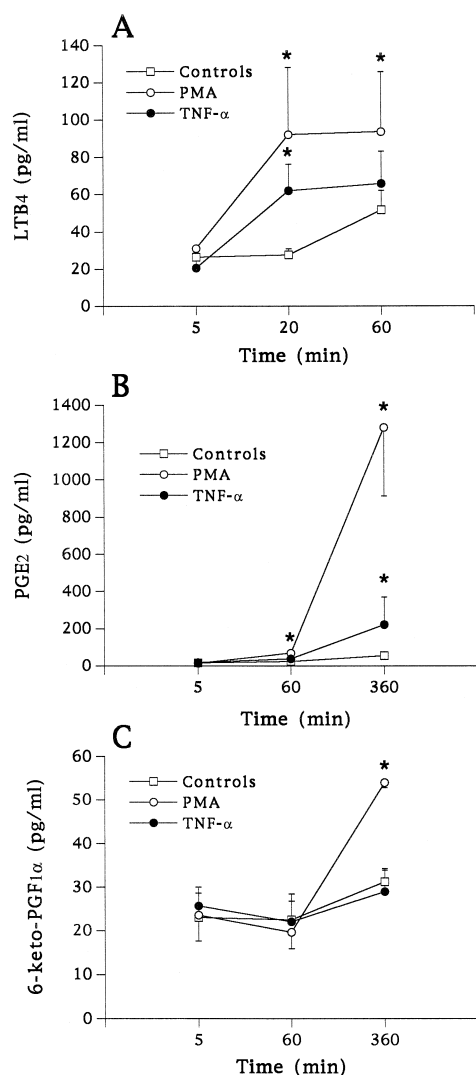 A
140
120
100
80
60
40
20
0
LTB4 (pg/ml)
Controls
PMA
TNF-α
*
*
*
5 20 60
Time (min)
B
1400
1200
1000
800
600
400
200
0
PGE2 (pg/ml)
Controls
PMA
TNF-α
*
*
*
5 60 360
Time (min)
C
60
50
40
30
20
10
0
6-keto-PGF1α (pg/ml)
Controls
PMA
TNF-α
*
5 60 360
Time (min)